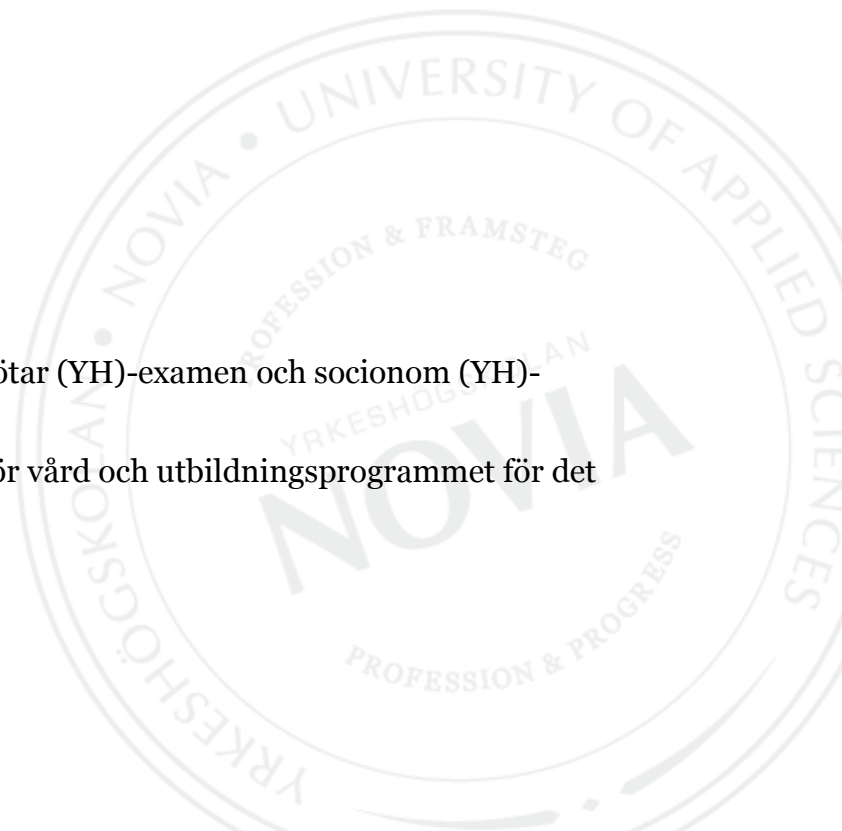 UNIVERSITY OF APPLIED SCIENCES
YRKESHÖGSKOLAN • NOVIA •
PROFESSION & FRAMSTEG
ötar (YH)-examen och socionom (YH)-
YRKESHÖGSKOLAN
NOVIA
ör vård och utbildningsprogrammet för det
PROFESSION & PROGRESS